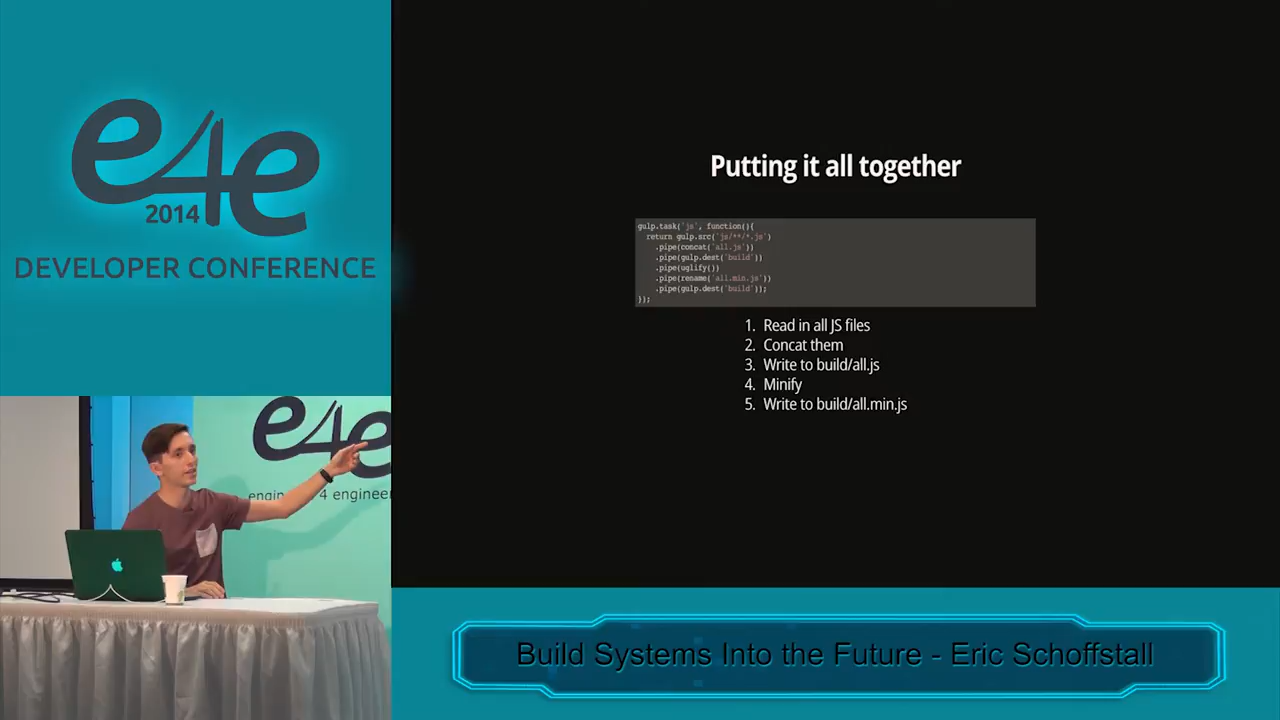 e4e
2014
DEVELOPER CONFERENCE
Putting it all together
gulp.task('js', function(){
return gulp.src('js/**/*.js')
.pipe(concat('all.js'))
.pipe(gulp.dest('build'))
.pipe(uglify())
.pipe(rename('all.min.js'))
.pipe(gulp.dest('build'));
});
1. Read in all JS files
2. Concat them
3. Write to build/all.js
4. Minify
5. Write to build/all.min.js
e4e
engin 4 engineer
Build Systems Into the Future - Eric Schoffstall